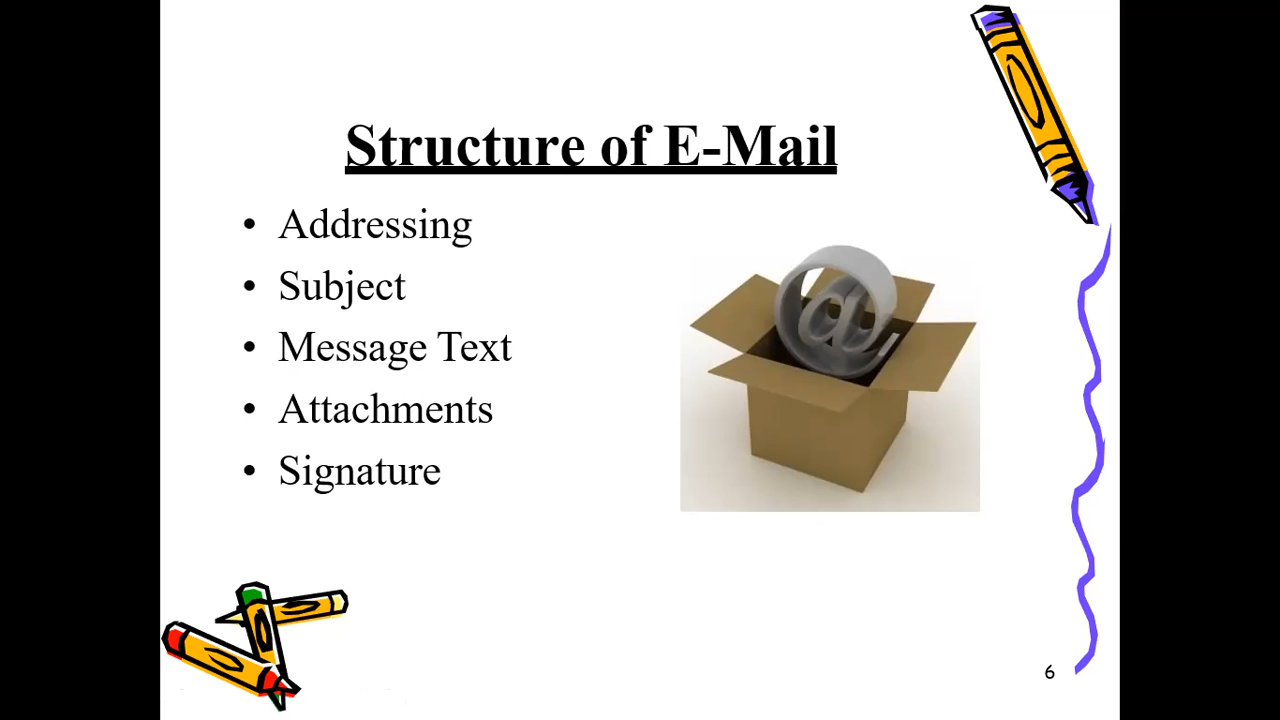 Structure of E-Mail
• Addressing
• Subject
• Message Text
• Attachments
• Signature
@
6